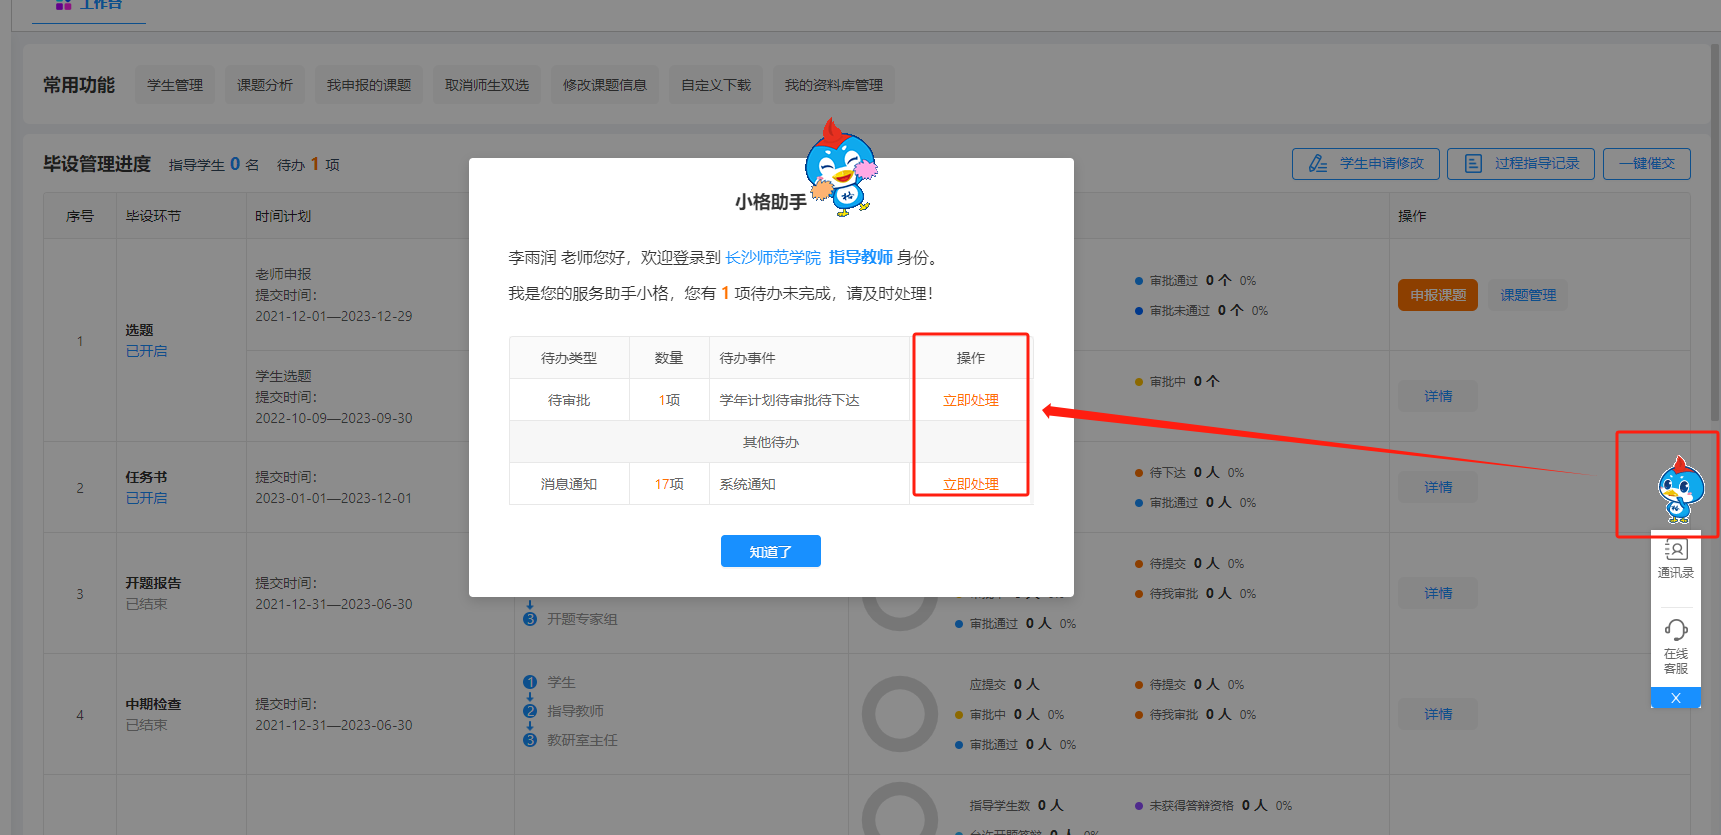 工作台
常用功能 学生管理 课题分析 我申报的课题 取消师生双选 修改课题信息 自定义下载 我的资料库管理
毕设管理进度 指导学生 0 名 待办 1 项 学生申请修改 过程指导记录 一键催交
序号 毕设环节 时间计划 操作
1 选题 已开启
老师申报
提交时间：
2021-12-01—2023-12-29
审批通过 0 个 0%
审批未通过 0 个 0%
申报课题 课题管理
学生选题
提交时间：
2022-10-09—2023-09-30
审批中 0 个
详情
2 任务书 已开启
提交时间：
2023-01-01—2023-12-01
待下达 0 人 0%
审批通过 0 人 0%
详情
3 开题报告 已结束
提交时间：
2021-12-31—2023-06-30
3 开题专家组
待提交 0 人 0%
待我审批 0 人 0%
审批通过 0 人 0%
详情
4 中期检查 已结束
提交时间：
2021-12-31—2023-06-30
1 学生
2 指导教师
3 教研室主任
应提交 0 人 待提交 0 人 0%
审批中 0 人 0% 待我审批 0 人 0%
审批通过 0 人 0%
详情
指导学生数 0 人 未获得答辩资格 0 人 0%
允许开题答辩 0 人 0%
小格助手
李雨润 老师您好，欢迎登录到 长沙师范学院 指导教师 身份。
我是您的服务助手小格，您有 1 项待办未完成，请及时处理！
待办类型 数量 待办事件 操作
待审批 1项 学年计划待审批待下达 立即处理
其他待办
消息通知 17项 系统通知 立即处理
知道了
通讯录
在线
客服
X